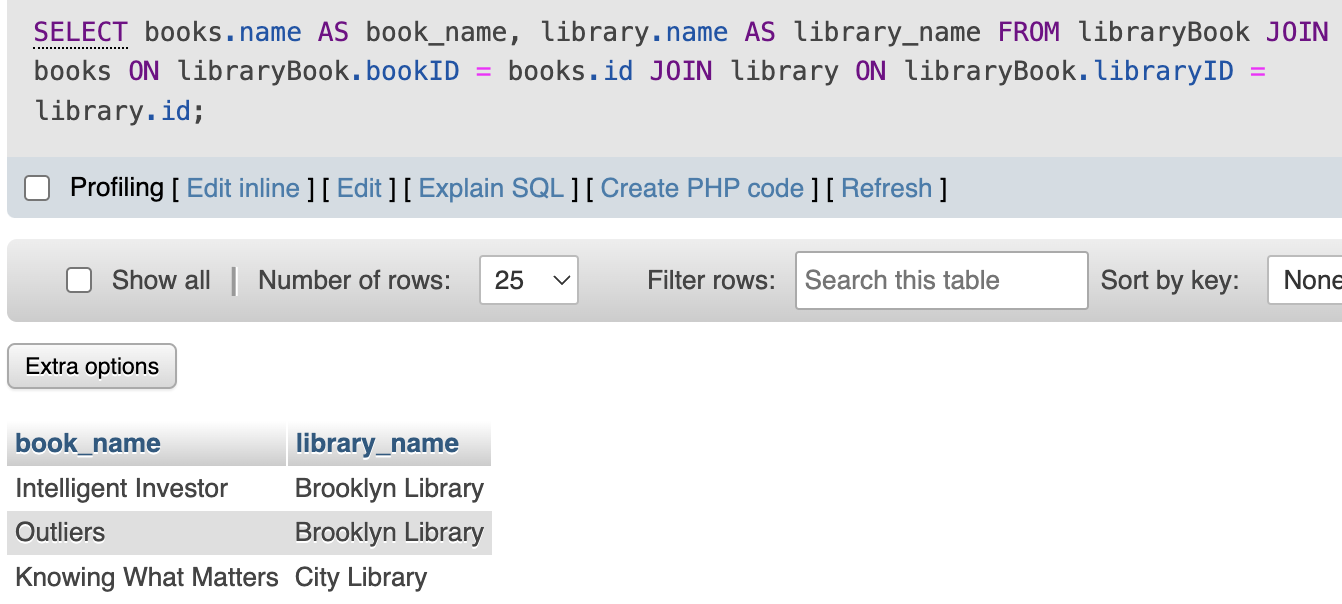 SELECT books.name AS book_name, library.name AS library_name FROM libraryBook JOIN
books ON libraryBook.bookID = books.id JOIN library ON libraryBook.libraryID =
library.id;
Profiling [ Edit inline ] [ Edit ] [ Explain SQL ] [ Create PHP code ] [ Refresh ]
Show all | Number of rows: 25 Filter rows: Search this table Sort by key: None
Extra options
book_name library_name
Intelligent Investor Brooklyn Library
Outliers Brooklyn Library
Knowing What Matters City Library